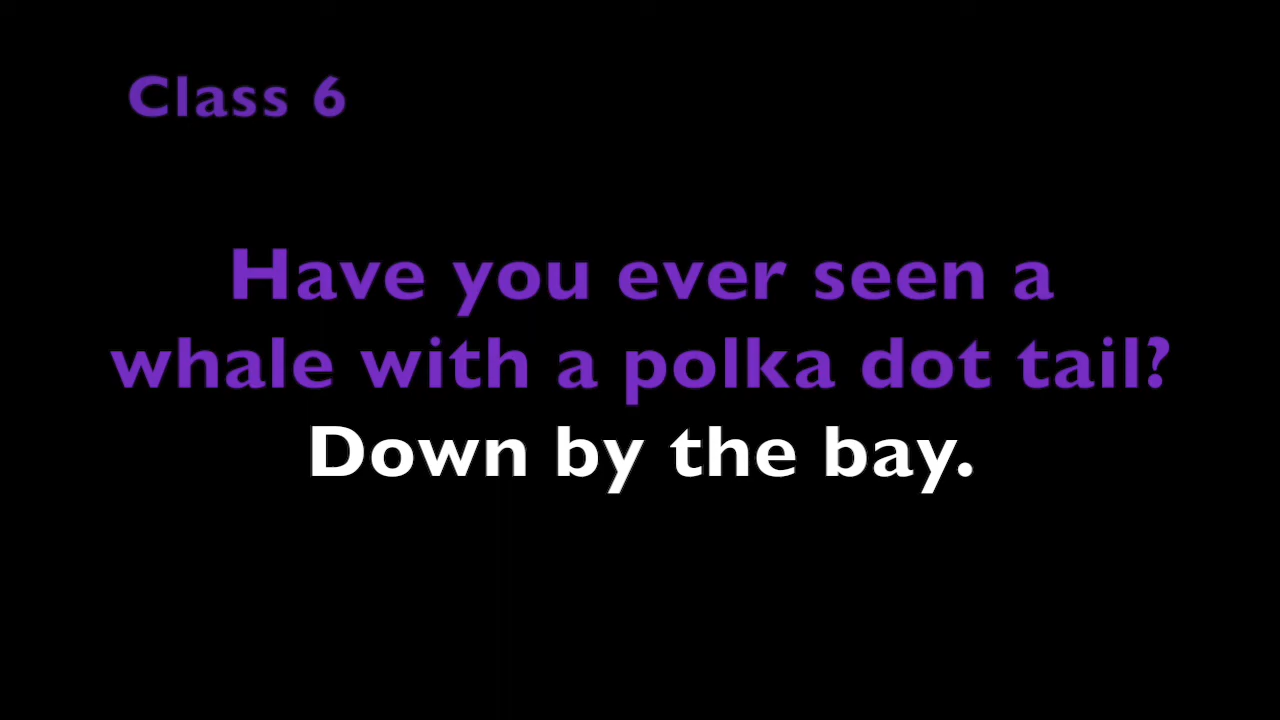 Class 6
Have you ever seen a
whale with a polka dot tail?
Down by the bay.